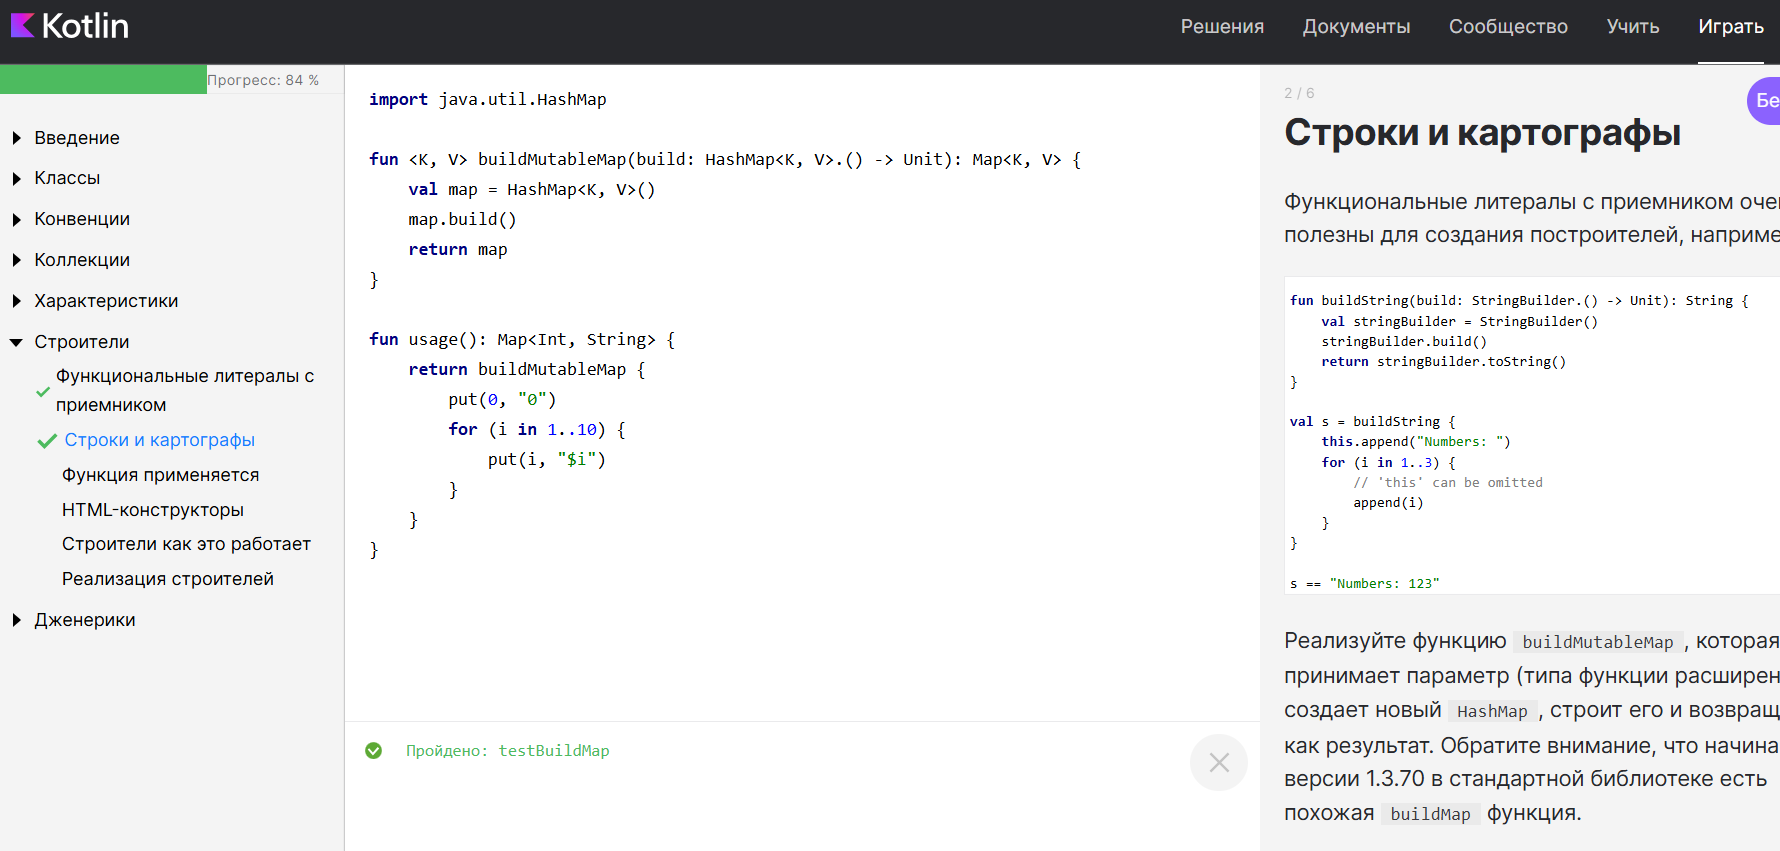 Kotlin
Решения Документы Сообщество Учить Играть
Прогресс: 84 %
Введение
Классы
Конвенции
Коллекции
Характеристики
Строители
Функциональные литералы с
приемником
Строки и картографы
Функция применяется
HTML-конструкторы
Строители как это работает
Реализация строителей
Дженерики
import java.util.HashMap
fun <K, V> buildMutableMap(build: HashMap<K, V>.() -> Unit): Map<K, V> {
    val map = HashMap<K, V>()
    map.build()
    return map
}
fun usage(): Map<Int, String> {
    return buildMutableMap {
        put(0, "0")
        for (i in 1..10) {
            put(i, "$i")
        }
    }
}
Пройдено: testBuildMap
2 / 6
Бе
Строки и картографы
Функциональные литералы с приемником оче
полезны для создания построителей, наприме
fun buildString(build: StringBuilder.() -> Unit): String {
    val stringBuilder = StringBuilder()
    stringBuilder.build()
    return stringBuilder.toString()
}
val s = buildString {
    this.append("Numbers: ")
    for (i in 1..3) {
        // 'this' can be omitted
        append(i)
    }
}
s == "Numbers: 123"
Реализуйте функцию buildMutableMap, которая
принимает параметр (типа функции расширен
создает новый HashMap, строит его и возвращ
как результат. Обратите внимание, что начина
версии 1.3.70 в стандартной библиотеке есть
похожая buildMap функция.